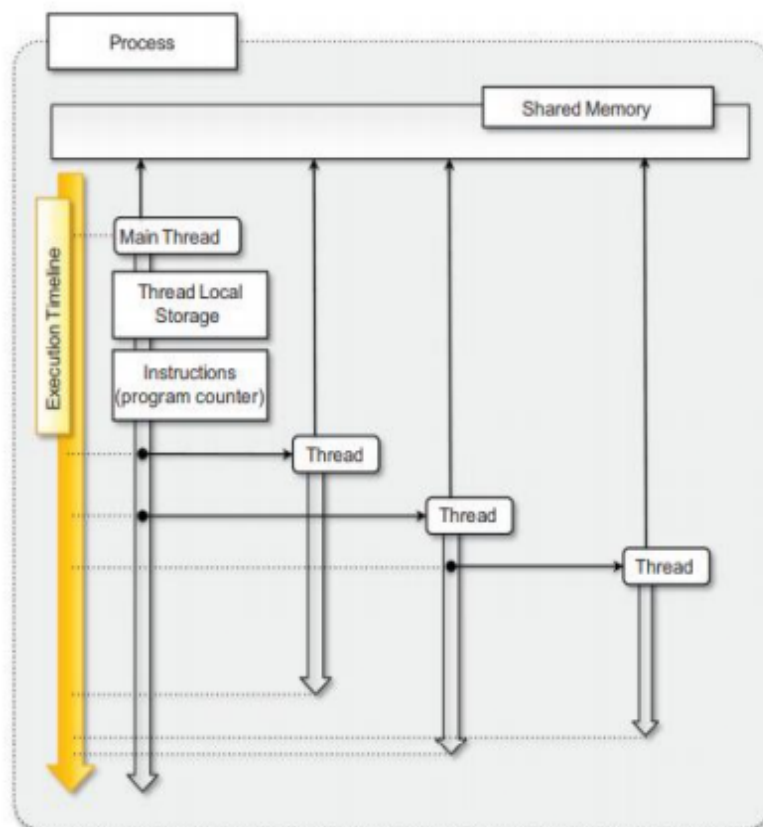 Process
Shared Memory
Execution Timeline
Main Thread
Thread Local
Storage
Instructions
(program counter)
Thread
Thread
Thread